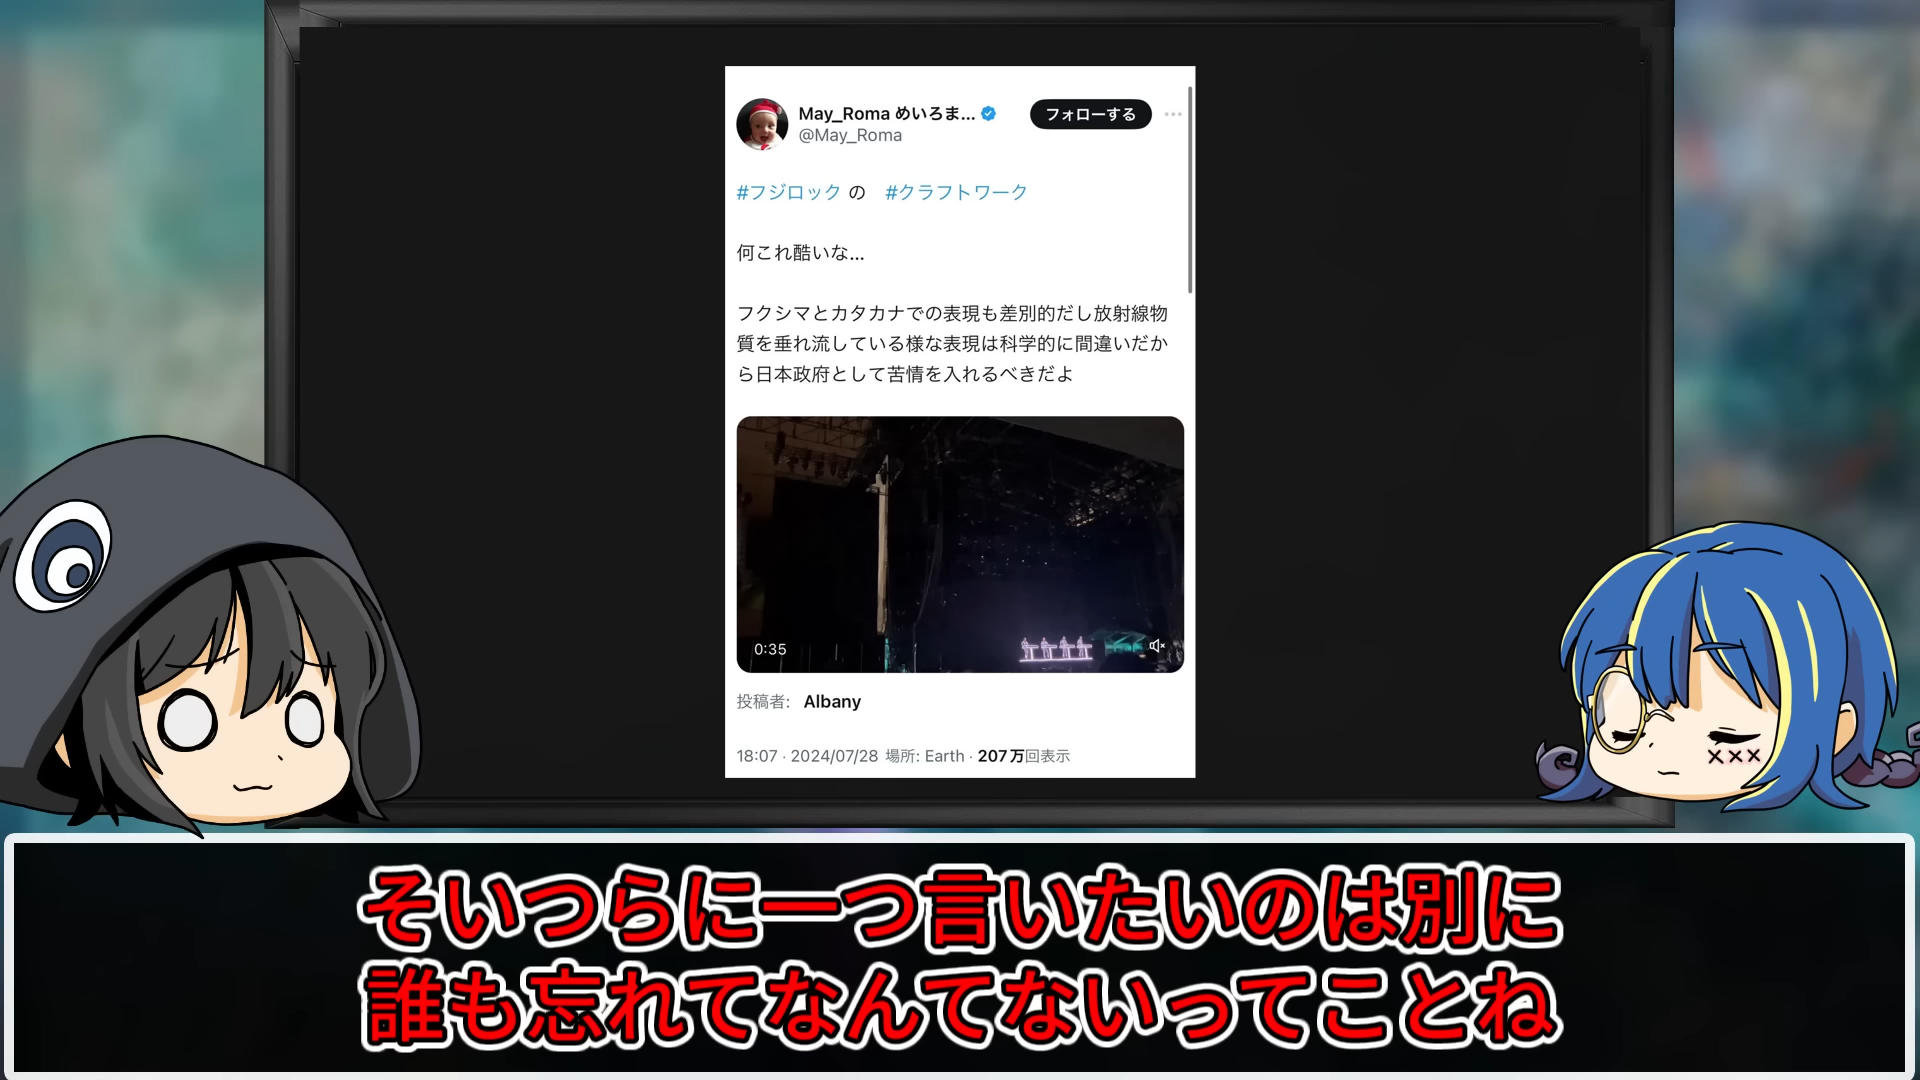 May_Roma めいろま...
フォローする
@May_Roma
#フジロック の #クラフトワーク
何これ酷いな...
フクシマとカタカナでの表現も差別的だし放射線物
質を垂れ流している様な表現は科学的に間違いだか
ら日本政府として苦情を入れるべきだよ
0:35
投稿者: Albany
18:07 · 2024/07/28 場所: Earth · 207万回表示
そいつらに一つ言いたいのは別に
誰も忘れてなんてないってことね